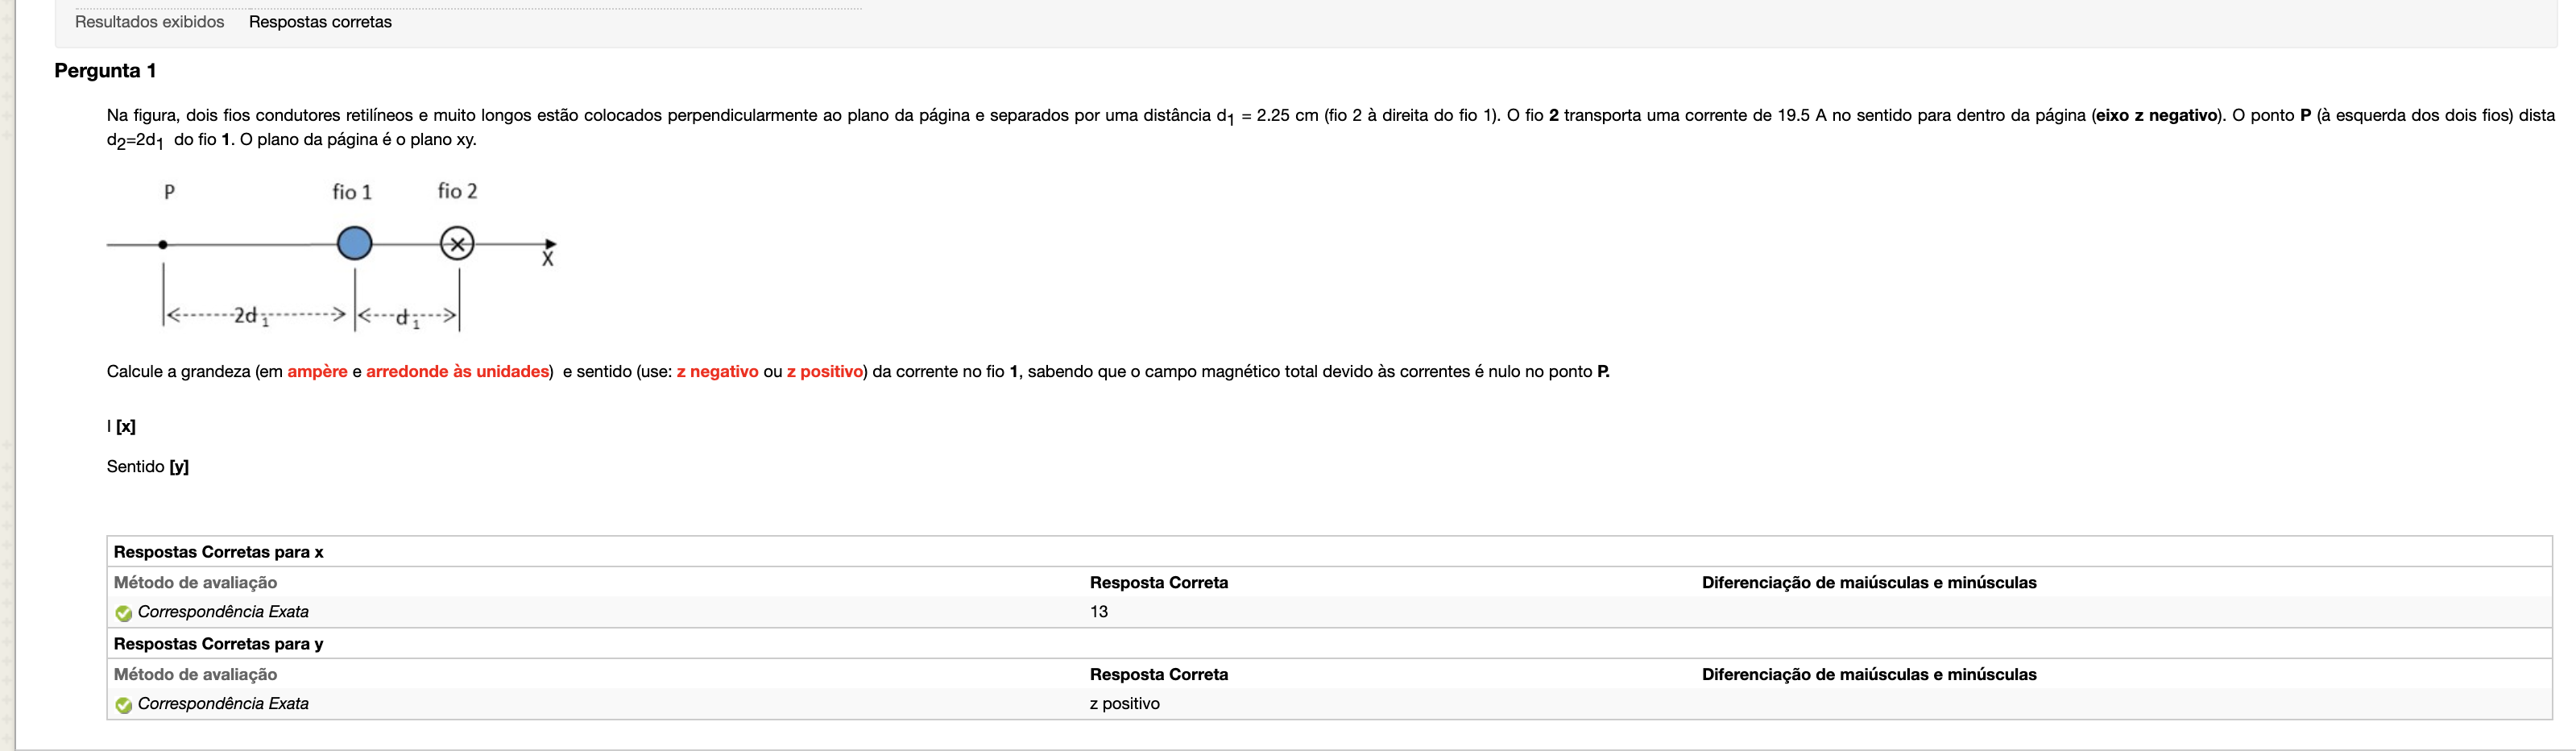 Resultados exibidos Respostas corretas
Pergunta 1
Na figura, dois fios condutores retilíneos e muito longos estão colocados perpendicularmente ao plano da página e separados por uma distância d1 = 2.25 cm (fio 2 à direita do fio 1). O fio 2 transporta uma corrente de 19.5 A no sentido para dentro da página (eixo z negativo). O ponto P (à esquerda dos dois fios) dista
d2=2d1 do fio 1. O plano da página é o plano xy.
P fio 1 fio 2
X
2d1 d1
Calcule a grandeza (em ampère e arredonde às unidades) e sentido (use: z negativo ou z positivo) da corrente no fio 1, sabendo que o campo magnético total devido às correntes é nulo no ponto P.
I [x]
Sentido [y]
Respostas Corretas para x
Método de avaliação Resposta Correta Diferenciação de maiúsculas e minúsculas
Correspondência Exata 13
Respostas Corretas para y
Método de avaliação Resposta Correta Diferenciação de maiúsculas e minúsculas
Correspondência Exata z positivo